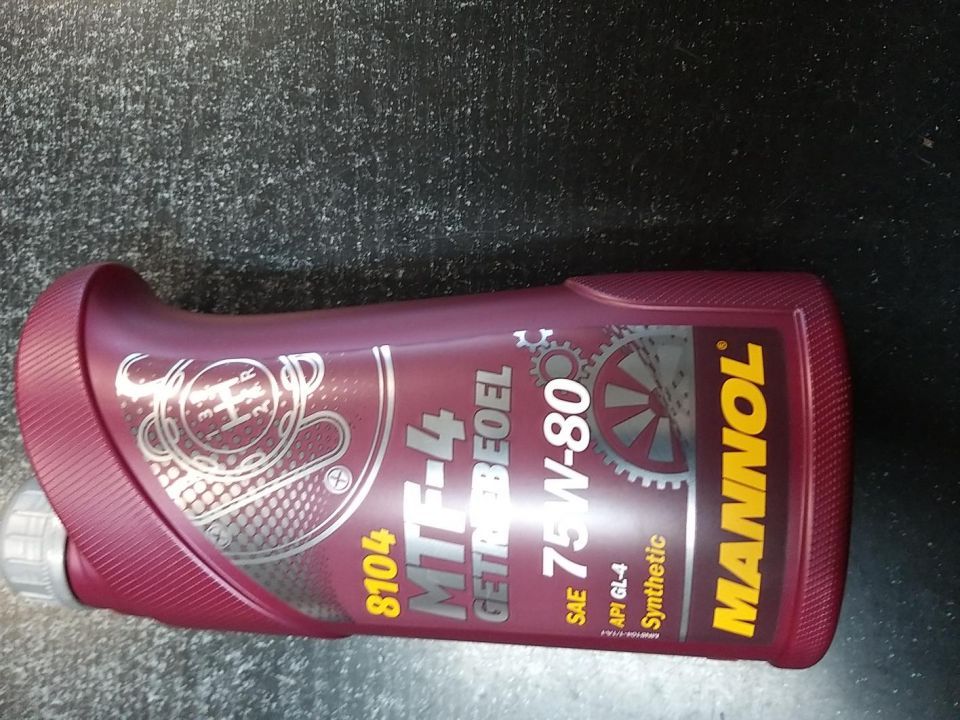 8104
MTF-4
GETRIEBEOEL
SAE 75W-80
API GL-4
Synthetic
MANNOL®